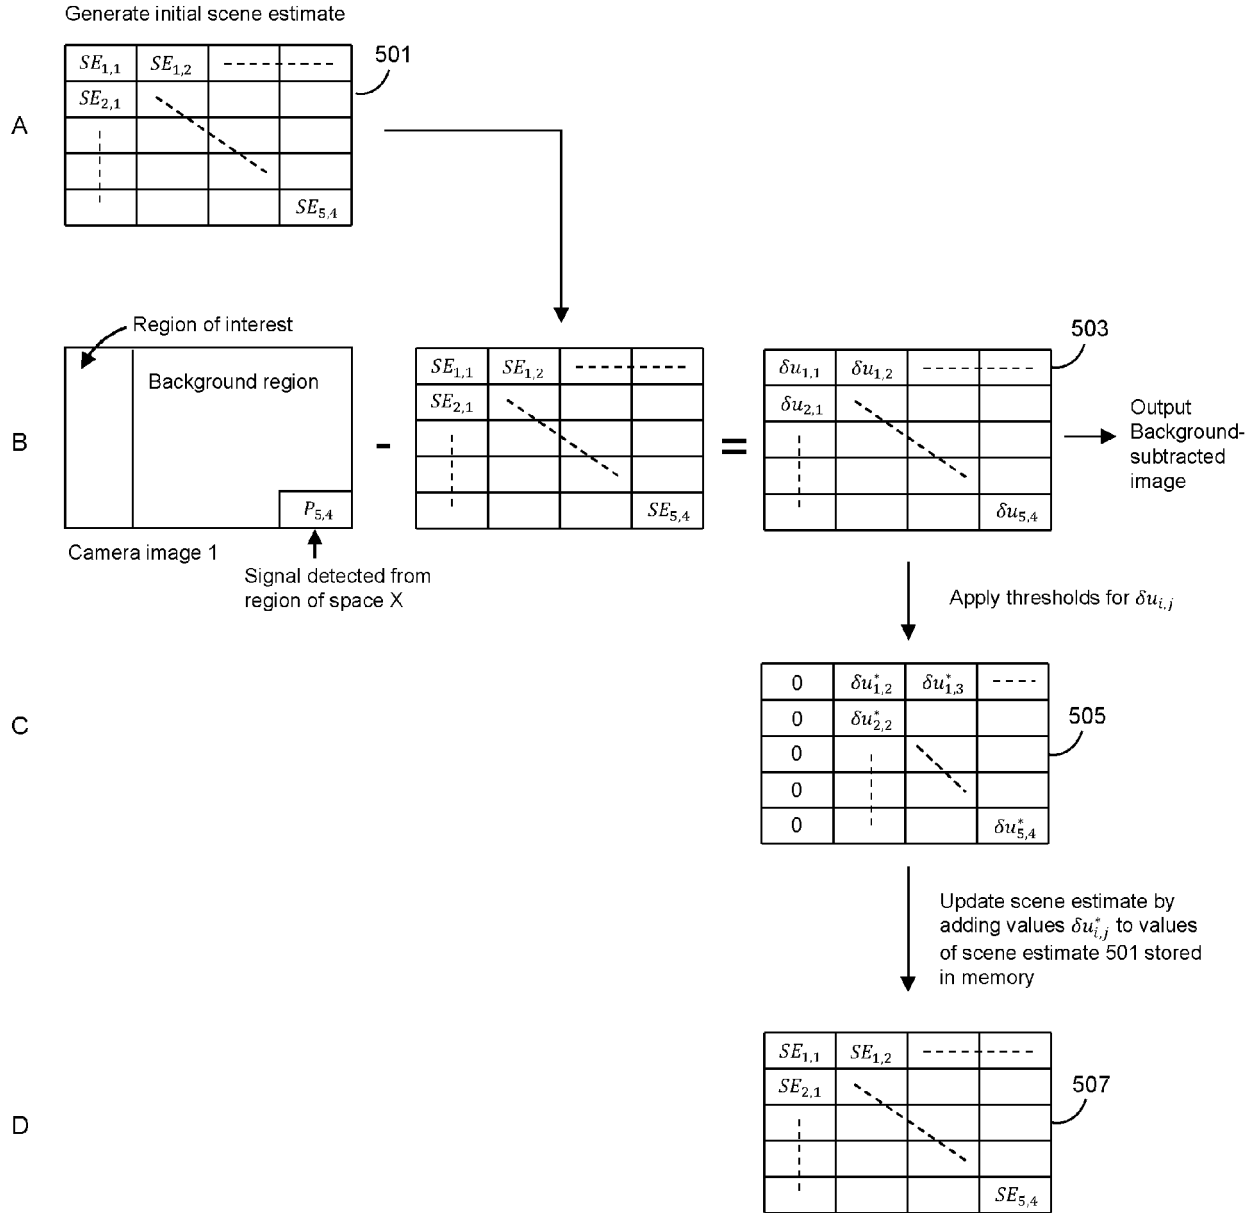 Generate initial scene estimate
501
SE1,1 SE1,2
SE2,1
A
SE5,4
Region of interest
Background region
B
P5,4
Camera image 1
Signal detected from
region of space X
-
SE1,1 SE1,2
SE2,1
SE5,4
=
503
δu1,1 δu1,2
δu2,1
δu5,4
Output
Background-
subtracted
image
Apply thresholds for δui,j
C
505
0 δu*1,2 δu*1,3
0 δu*2,2
0
0
0 δu*5,4
Update scene estimate by
adding values δu*i,j to values
of scene estimate 501 stored
in memory
D
507
SE1,1 SE1,2
SE2,1
SE5,4